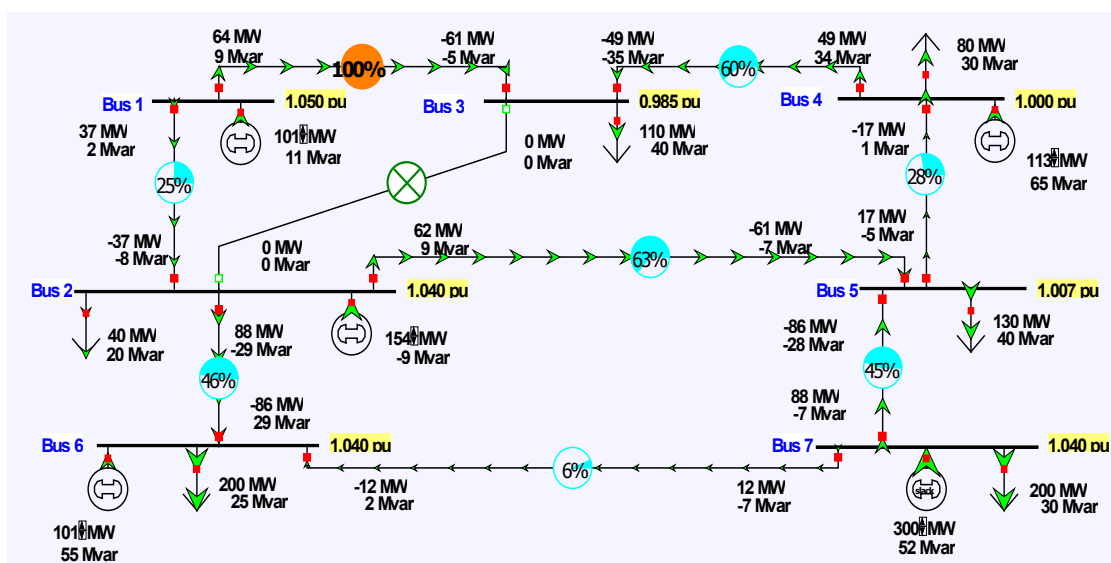 64 MW
9 Mvar
100%
-61 MW
-5 Mvar
-49 MW
-35 Mvar
60%
49 MW
34 Mvar
80 MW
30 Mvar
Bus 1
1.050 pu
Bus 3
0.985 pu
Bus 4
1.000 pu
37 MW
2 Mvar
101 MW
11 Mvar
0 MW
0 Mvar
110 MW
40 Mvar
-17 MW
1 Mvar
113 MW
65 Mvar
25%
28%
-37 MW
-8 Mvar
0 MW
0 Mvar
62 MW
9 Mvar
63%
-61 MW
-7 Mvar
17 MW
-5 Mvar
Bus 2
1.040 pu
Bus 5
1.007 pu
40 MW
20 Mvar
88 MW
-29 Mvar
154 MW
-9 Mvar
-86 MW
-28 Mvar
130 MW
40 Mvar
46%
45%
-86 MW
29 Mvar
88 MW
-7 Mvar
Bus 6
1.040 pu
Bus 7
1.040 pu
6%
200 MW
25 Mvar
-12 MW
2 Mvar
12 MW
-7 Mvar
slack
200 MW
30 Mvar
101 MW
55 Mvar
300 MW
52 Mvar